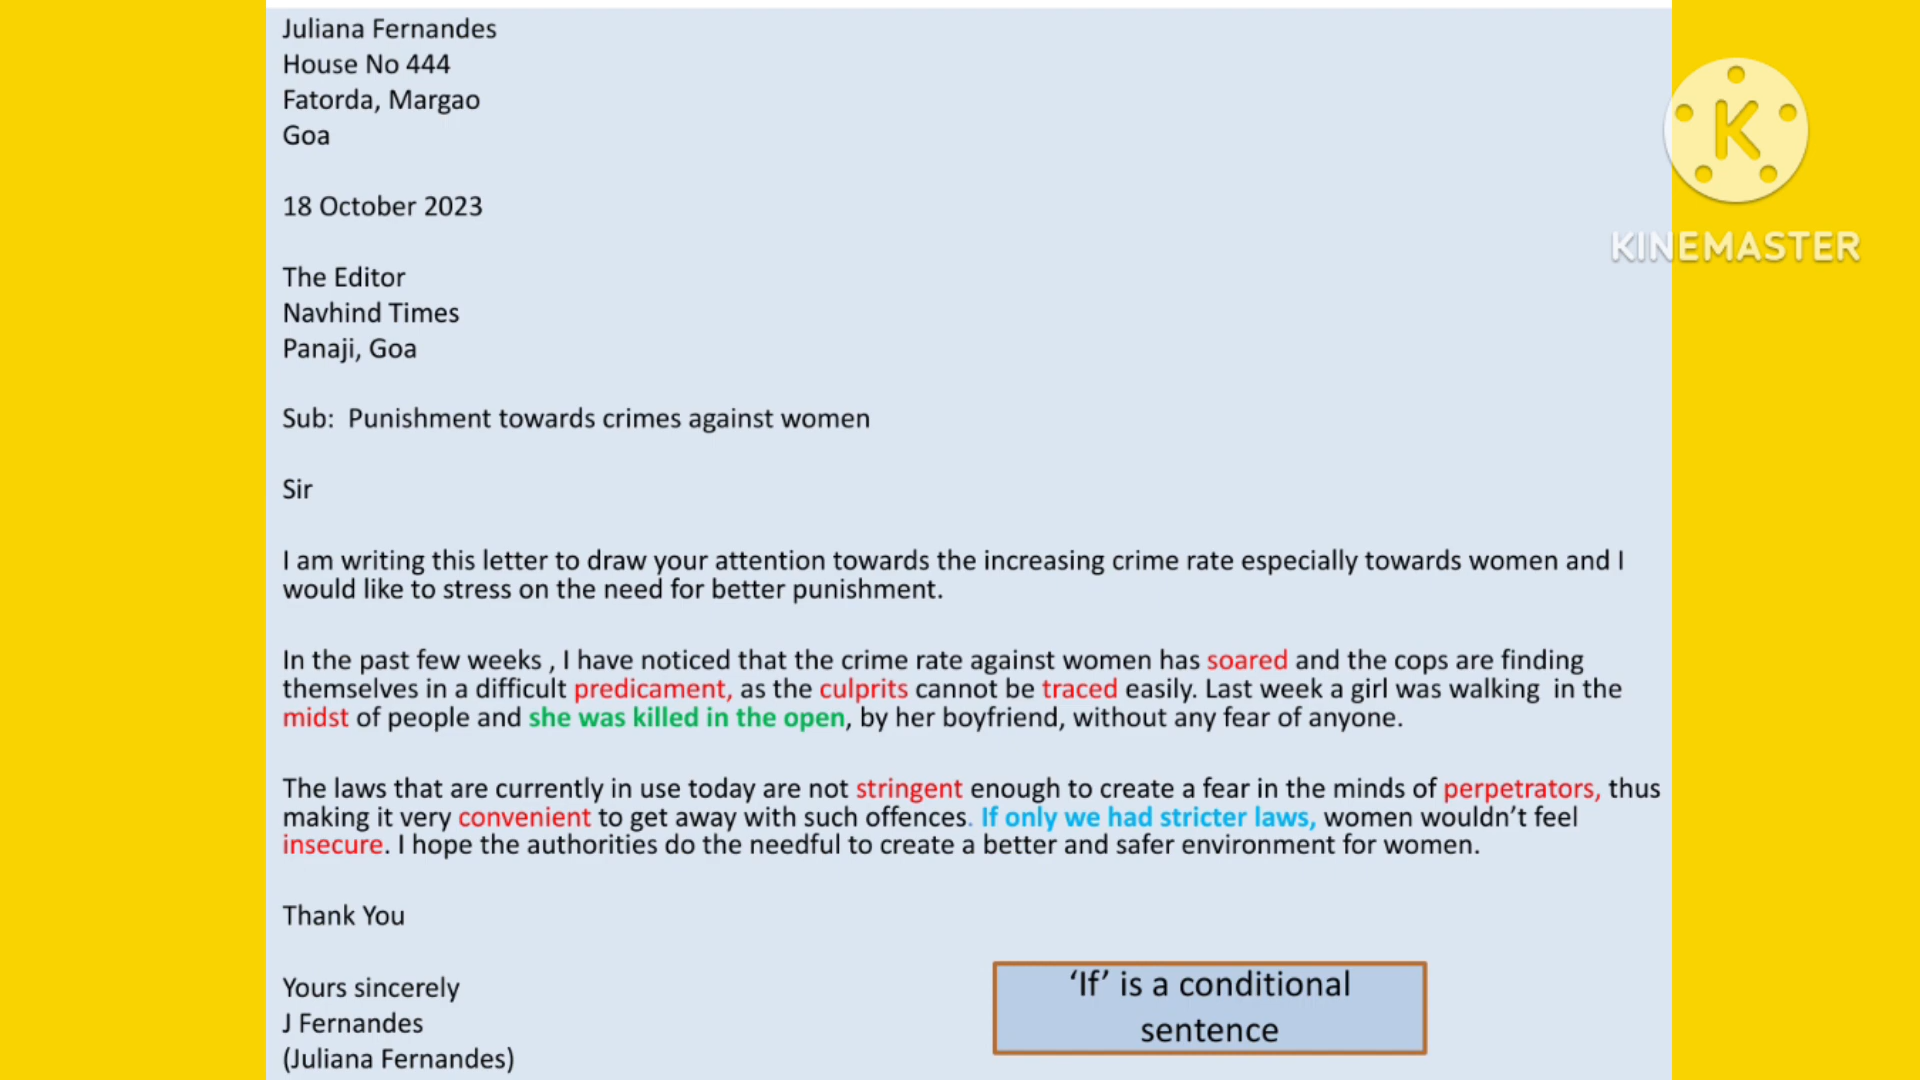 Juliana Fernandes
House No 444
Fatorda, Margao
Goa
18 October 2023
The Editor
Navhind Times
Panaji, Goa
Sub:  Punishment towards crimes against women
Sir
I am writing this letter to draw your attention towards the increasing crime rate especially towards women and I
would like to stress on the need for better punishment.
In the past few weeks , I have noticed that the crime rate against women has soared and the cops are finding
themselves in a difficult predicament, as the culprits cannot be traced easily. Last week a girl was walking  in the
midst of people and she was killed in the open, by her boyfriend, without any fear of anyone.
The laws that are currently in use today are not stringent enough to create a fear in the minds of perpetrators, thus
making it very convenient to get away with such offences. If only we had stricter laws, women wouldn’t feel
insecure. I hope the authorities do the needful to create a better and safer environment for women.
Thank You
Yours sincerely
J Fernandes
(Juliana Fernandes)
‘If’ is a conditional
sentence
K
KINEMASTER